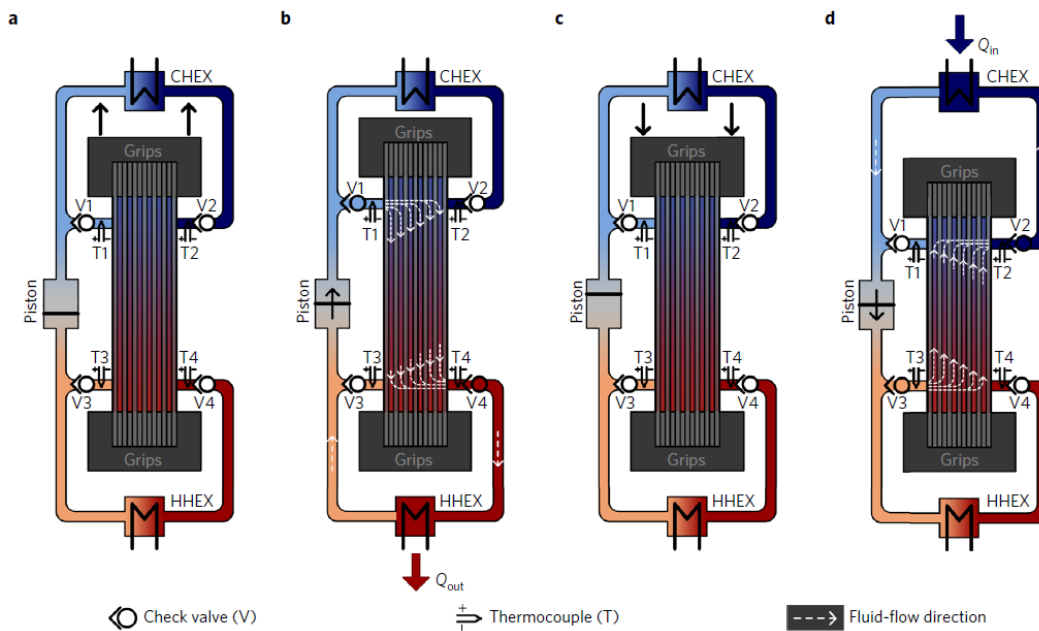 a
b
c
d
Q_in
CHEX
CHEX
CHEX
CHEX
Grips
Grips
Grips
Grips
V1
V2
V1
V2
V1
V2
V1
V2
T1
T2
T1
T2
T1
T2
T1
T2
Piston
Piston
Piston
Piston
T3
T4
T3
T4
T3
T4
T3
T4
V3
V4
V3
V4
V3
V4
V3
V4
Grips
Grips
Grips
Grips
HHEX
HHEX
HHEX
HHEX
Q_out
Check valve (V)
+
Thermocouple (T)
Fluid-flow direction